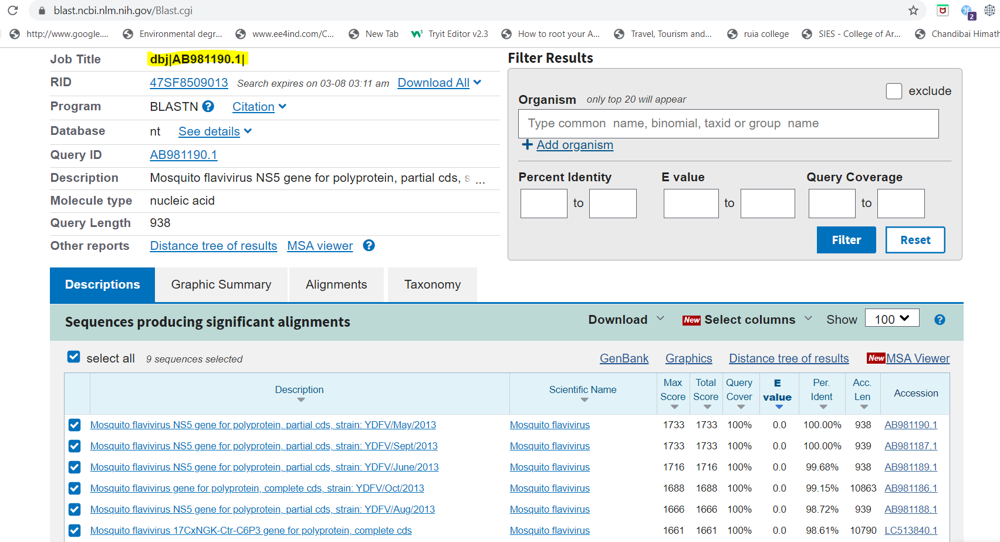 blast.ncbi.nlm.nih.gov/Blast.cgi
2
http://www.google.... Environmental degr... www.ee4ind.com/C... New Tab Tryit Editor v2.3 How to root your A... Travel, Tourism and... ruia college SIES - College of Ar... Chandibai Himath
Job Title dbj|AB981190.1|
RID 47SF8509013 Search expires on 03-08 03:11 am Download All
Program BLASTN ? Citation
Database nt See details
Query ID AB981190.1
Description Mosquito flavivirus NS5 gene for polyprotein, partial cds, s ...
Molecule type nucleic acid
Query Length 938
Other reports Distance tree of results MSA viewer ?
Filter Results
Organism only top 20 will appear exclude
Type common name, binomial, taxid or group name
+ Add organism
Percent Identity E value Query Coverage
to to to
Filter Reset
Descriptions Graphic Summary Alignments Taxonomy
Sequences producing significant alignments Download New Select columns Show 100 ?
select all 9 sequences selected GenBank Graphics Distance tree of results New MSA Viewer
Description Scientific Name Max Score Total Score Query Cover E value Per. Ident Acc. Len Accession
Mosquito flavivirus NS5 gene for polyprotein, partial cds, strain: YDFV/May/2013 Mosquito flavivirus 1733 1733 100% 0.0 100.00% 938 AB981190.1
Mosquito flavivirus NS5 gene for polyprotein, partial cds, strain: YDFV/Sept/2013 Mosquito flavivirus 1733 1733 100% 0.0 100.00% 939 AB981187.1
Mosquito flavivirus NS5 gene for polyprotein, partial cds, strain: YDFV/June/2013 Mosquito flavivirus 1716 1716 100% 0.0 99.68% 938 AB981189.1
Mosquito flavivirus gene for polyprotein, complete cds, strain: YDFV/Oct/2013 Mosquito flavivirus 1688 1688 100% 0.0 99.15% 10863 AB981186.1
Mosquito flavivirus NS5 gene for polyprotein, partial cds, strain: YDFV/Aug/2013 Mosquito flavivirus 1666 1666 100% 0.0 98.72% 939 AB981188.1
Mosquito flavivirus 17CxNGK-Ctr-C6P3 gene for polyprotein, complete cds Mosquito flavivirus 1661 1661 100% 0.0 98.61% 10790 LC513840.1